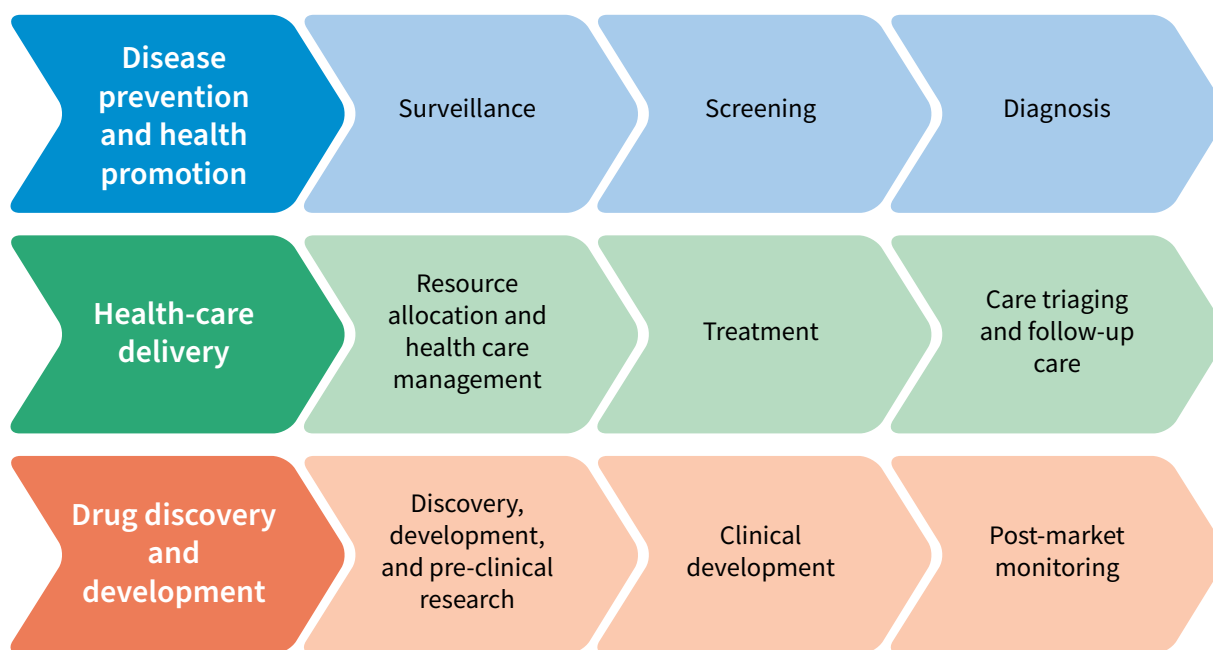 Disease
prevention
and health
promotion
Surveillance
Screening
Diagnosis
Health-care
delivery
Resource
allocation and
health care
management
Treatment
Care triaging
and follow-up
care
Drug discovery
and
development
Discovery,
development,
and pre-clinical
research
Clinical
development
Post-market
monitoring